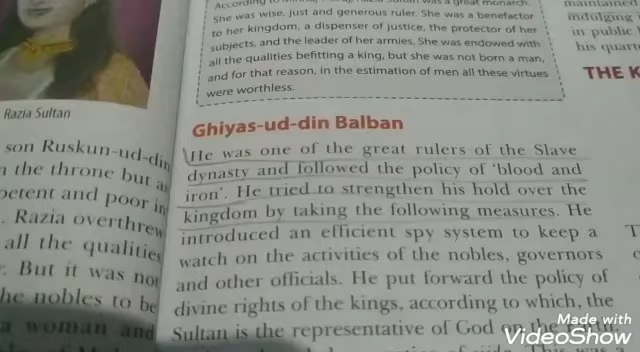 Razia Sultan
son Ruskun-ud-din
the throne but
petent and poor in
. Razia overthrew
all the qualities
. But it was not
he nobles to be
a woman and
According to
was a great monarch.
She was wise, just and generous ruler. She was a benefactor
to her kingdom, a dispenser of justice, the protector of her
subjects, and the leader of her armies. She was endowed with
all the qualities befitting a king, but she was not born a man,
and for that reason, in the estimation of men all these virtues
were worthless.
Ghiyas-ud-din Balban
He was one of the great rulers of the Slave
dynasty and followed the policy of ‘blood and
iron’. He tried to strengthen his hold over the
kingdom by taking the following measures. He
introduced an efficient spy system to keep a
watch on the activities of the nobles, governors
and other officials. He put forward the policy of
divine rights of the kings, according to which, the
Sultan is the representative of God on the
maintained
indulging
in public
his quart
THE K
Made with
VideoShow